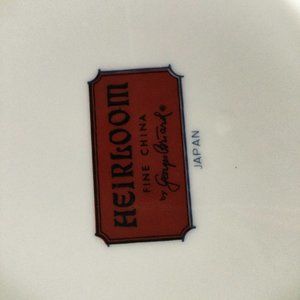 HEIRLOOM
FINE CHINA
by Georges Briard ®
JAPAN